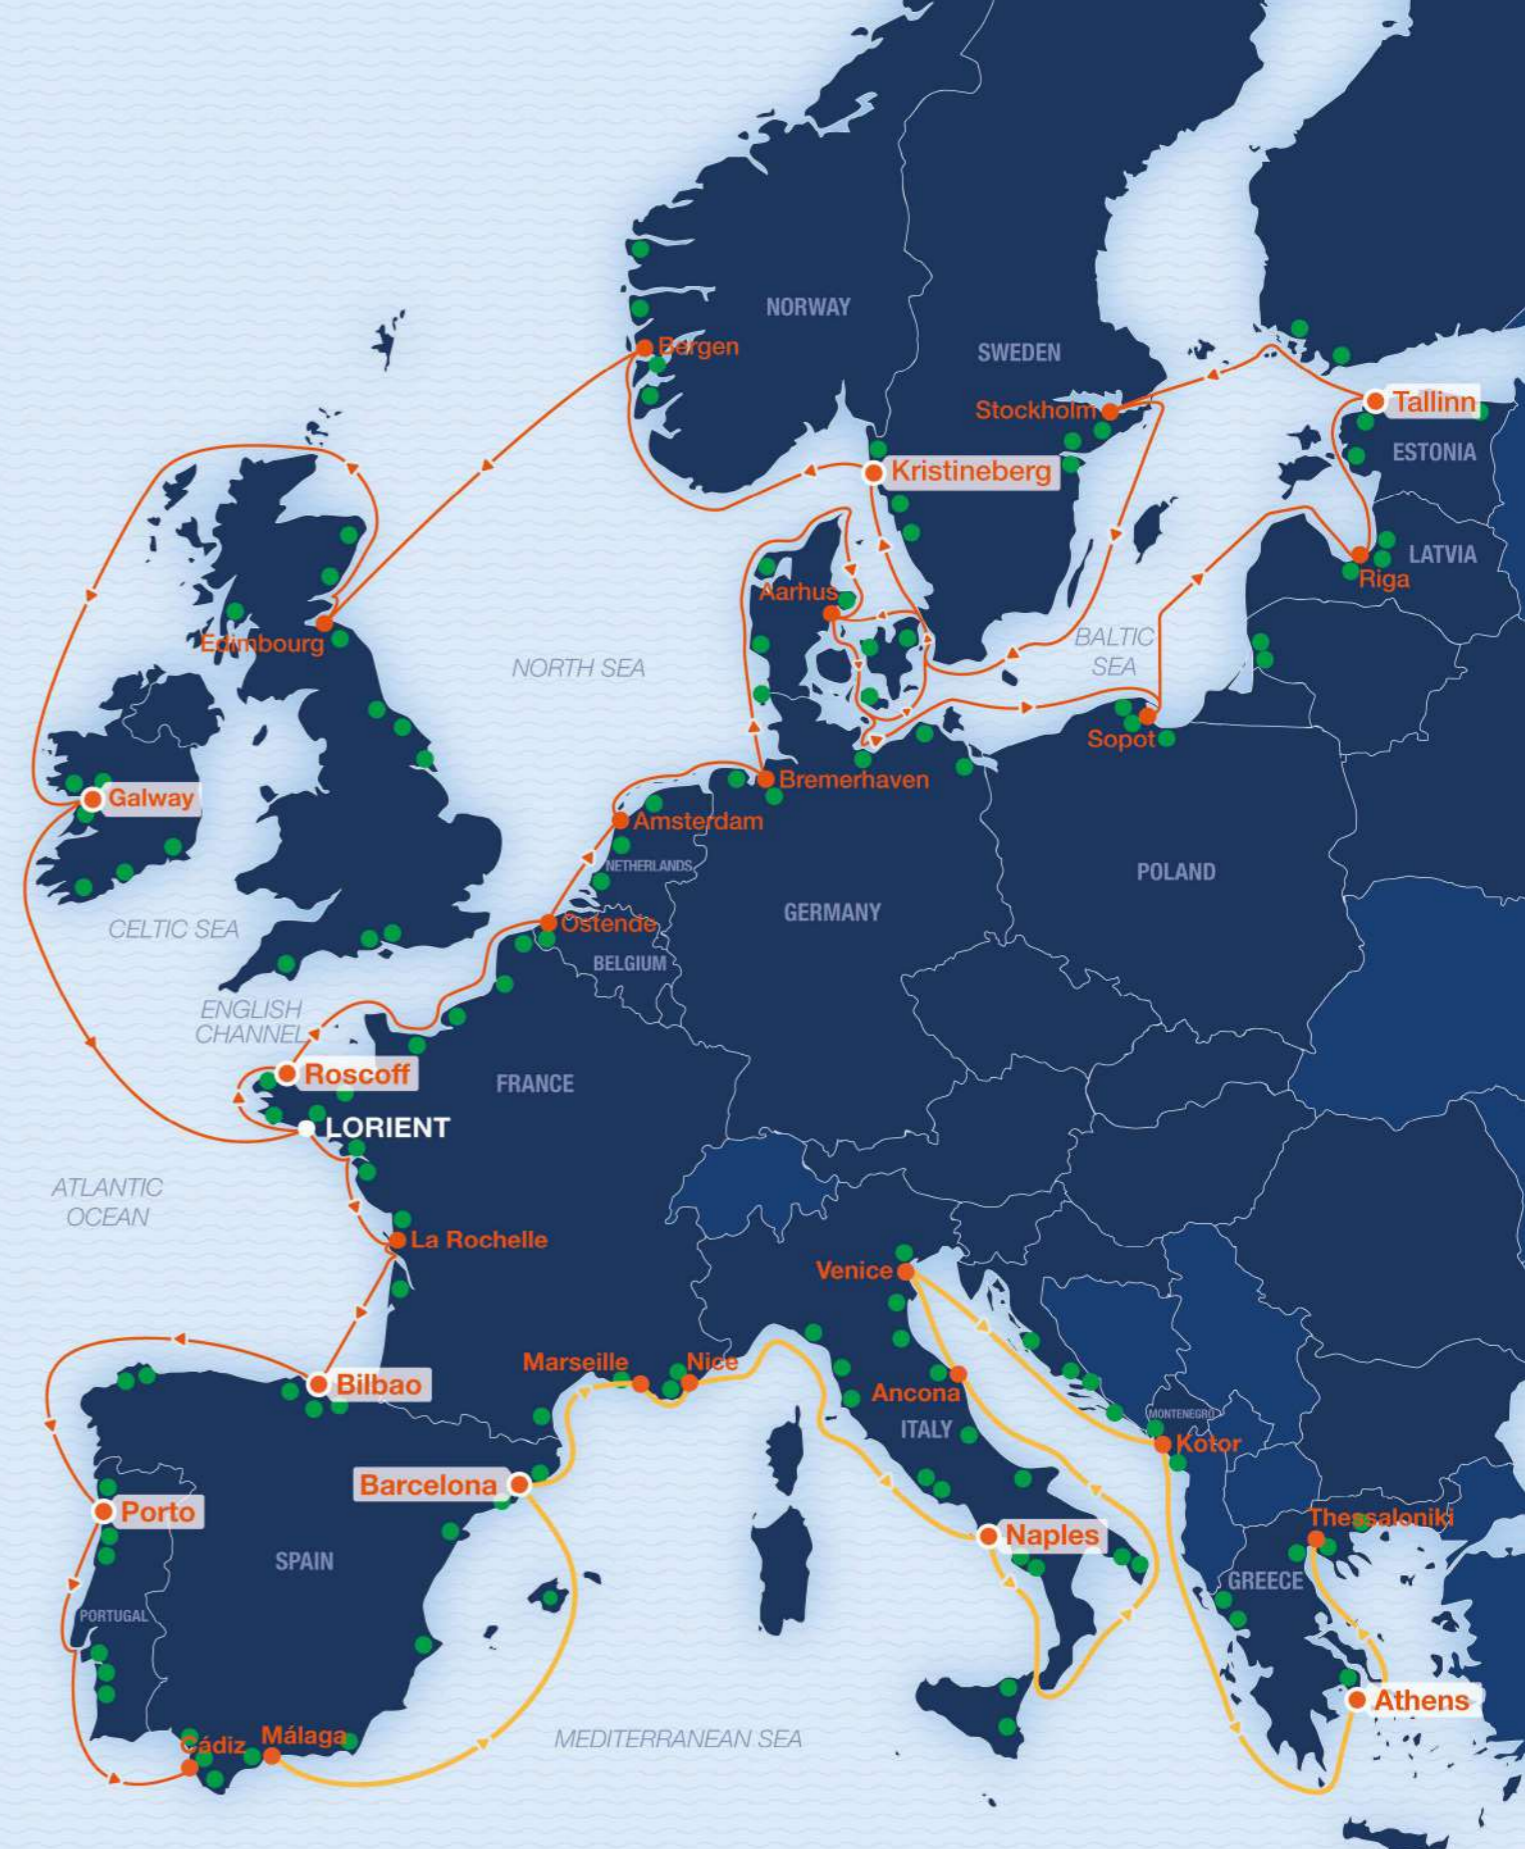 NORWAY
Bergen
SWEDEN
Stockholm
Tallinn
ESTONIA
Kristineberg
LATVIA
Riga
Aarhus
Edimbourg
NORTH SEA
BALTIC
SEA
Sopot
Bremerhaven
Galway
Amsterdam
NETHERLANDS
POLAND
GERMANY
Ostende
CELTIC SEA
BELGIUM
ENGLISH
CHANNEL
Roscoff
FRANCE
LORIENT
ATLANTIC
OCEAN
La Rochelle
Venice
Marseille
Nice
Bilbao
Ancona
ITALY
MONTENEGRO
Kotor
Barcelona
Porto
Thessaloniki
Naples
SPAIN
GREECE
PORTUGAL
Athens
Cádiz
Málaga
MEDITERRANEAN SEA